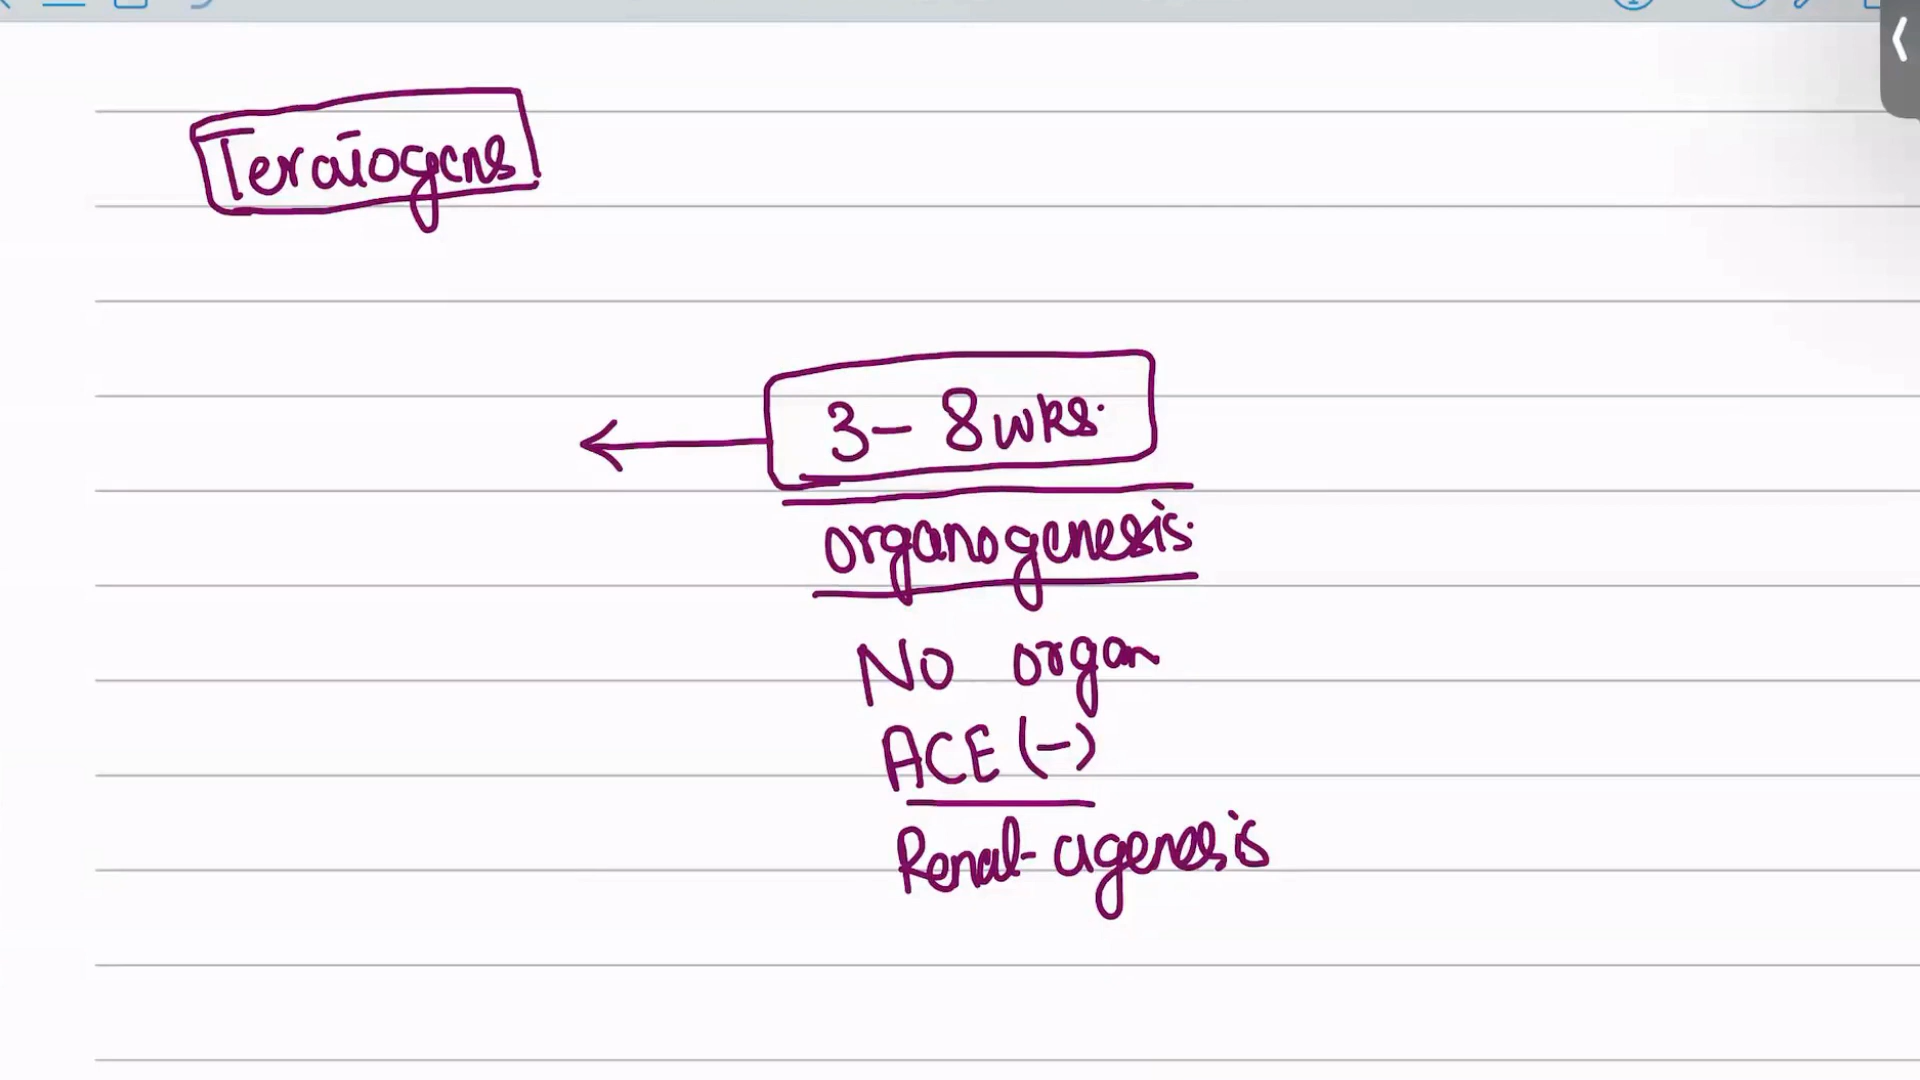 Teratogens
3- 8 wks.
organogenesis.
No organ
ACE (-)
Renal-agenesis